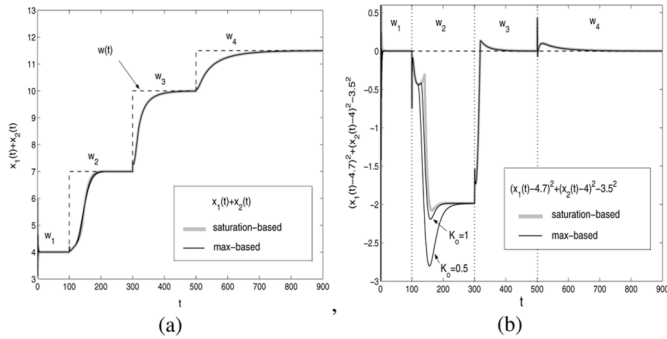 x₁(t)+x₂(t)
13
12
11
10
9
8
7
6
5
4
3
w(t)
w₁
w₂
w₃
w₄
x₁(t)+x₂(t)
saturation-based
max-based
0 100 200 300 400 500 600 700 800 900
t
(a)
,
(x₁(t)−4.7)²+(x₂(t)−4)²−3.5²
0.5
0
−0.5
−1
−1.5
−2
−2.5
−3
w₁ w₂ w₃ w₄
(x₁(t)−4.7)²+(x₂(t)−4)²−3.5²
saturation-based
max-based
K₀=1
K₀=0.5
0 100 200 300 400 500 600 700 800 900
t
(b)